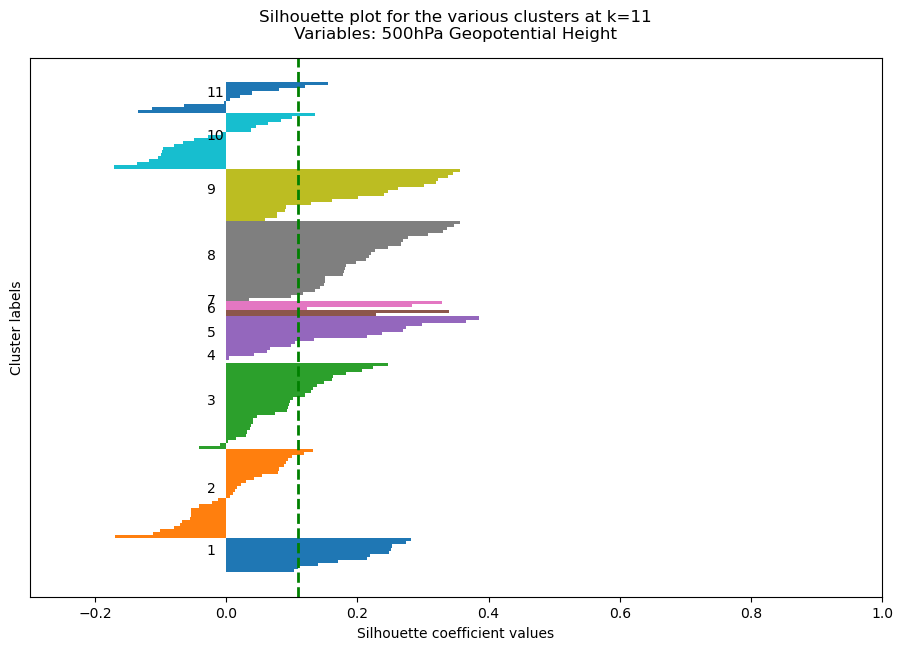 Silhouette plot for the various clusters at k=11
Variables: 500hPa Geopotential Height
Cluster labels
11
10
9
8
7
6
5
4
3
2
1
−0.2 0.0 0.2 0.4 0.6 0.8 1.0
Silhouette coefficient values